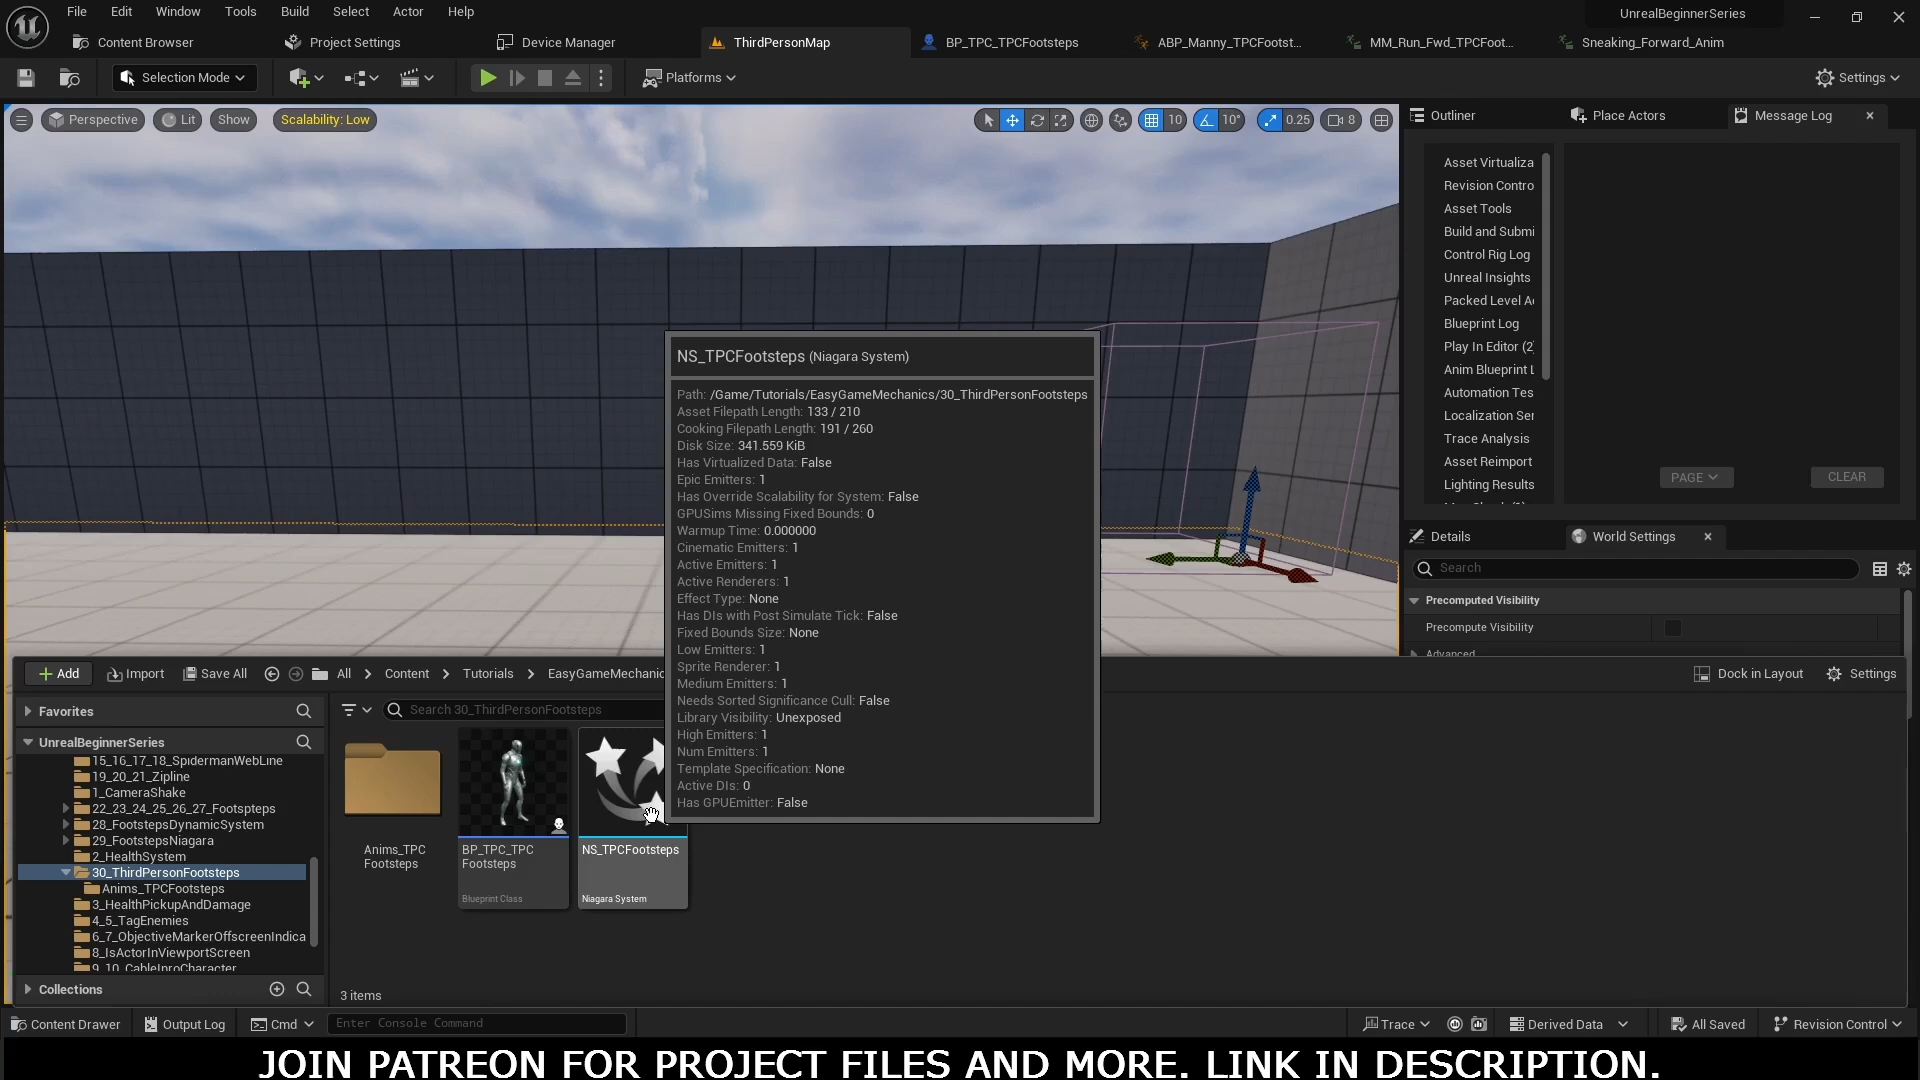 File Edit Window Tools Build Select Actor Help
UnrealBeginnerSeries
Content Browser
Project Settings
Device Manager
ThirdPersonMap
BP_TPC_TPCFootsteps
ABP_Manny_TPCFootst...
MM_Run_Fwd_TPCFoot...
Sneaking_Forward_Anim
Selection Mode
Platforms
Settings
Perspective
Lit
Show
Scalability: Low
10
10°
0.25
8
Outliner
Place Actors
Message Log
Asset Virtualiza
Revision Contro
Asset Tools
Build and Submi
Control Rig Log
Unreal Insights
Packed Level A
Blueprint Log
Play In Editor (2
Anim Blueprint L
Automation Tes
Localization Ser
Trace Analysis
Asset Reimport
Lighting Results
PAGE
CLEAR
Details
World Settings
Search
Precomputed Visibility
Precompute Visibility
Advanced
NS_TPCFootsteps (Niagara System)
Path: /Game/Tutorials/EasyGameMechanics/30_ThirdPersonFootsteps
Asset Filepath Length: 133 / 210
Cooking Filepath Length: 191 / 260
Disk Size: 341.559 KiB
Has Virtualized Data: False
Epic Emitters: 1
Has Override Scalability for System: False
GPUSims Missing Fixed Bounds: 0
Warmup Time: 0.000000
Cinematic Emitters: 1
Active Emitters: 1
Active Renderers: 1
Effect Type: None
Has DIs with Post Simulate Tick: False
Fixed Bounds Size: None
Low Emitters: 1
Sprite Renderer: 1
Medium Emitters: 1
Needs Sorted Significance Cull: False
Library Visibility: Unexposed
High Emitters: 1
Num Emitters: 1
Template Specification: None
Active DIs: 0
Has GPUEmitter: False
Add
Import
Save All
All
Content
Tutorials
EasyGameMechanic
Dock in Layout
Settings
Favorites
UnrealBeginnerSeries
15_16_17_18_SpidermanWebLine
19_20_21_Zipline
1_CameraShake
22_23_24_25_26_27_Footspteps
28_FootstepsDynamicSystem
29_FootstepsNiagara
2_HealthSystem
30_ThirdPersonFootsteps
Anims_TPCFootsteps
3_HealthPickupAndDamage
4_5_TagEnemies
6_7_ObjectiveMarkerOffscreenIndica
8_IsActorInViewportScreen
9_10_CableInproCharacter
Collections
Search 30_ThirdPersonFootsteps
Anims_TPC
Footsteps
BP_TPC_TPC
Footsteps
Blueprint Class
NS_TPCFootsteps
Niagara System
3 items
Content Drawer
Output Log
Cmd
Enter Console Command
Trace
Derived Data
All Saved
Revision Control
JOIN PATREON FOR PROJECT FILES AND MORE. LINK IN DESCRIPTION.